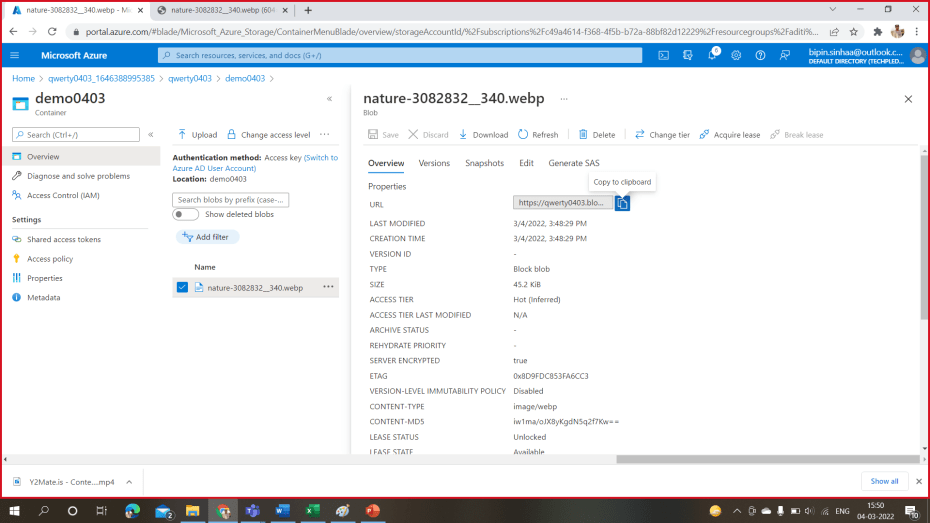 nature-3082832__340.webp - Mi
nature-3082832__340.webp (604
portal.azure.com/#blade/Microsoft_Azure_Storage/ContainerMenuBlade/overview/storageAccountId/%2Fsubscriptions%2Fc49a4614-f368-4f5b-b72a-88bf82d12229%2Fresourcegroups%2Faditi%...
Microsoft Azure
Search resources, services, and docs (G+/)
6
bipin.sinhaa@outlook.c...
DEFAULT DIRECTORY (TECHPLED...
Home > qwerty0403_1646388995385 > qwerty0403 > demo0403 >
demo0403
Container
«
Search (Ctrl+/)
«
Overview
Diagnose and solve problems
Access Control (IAM)
Settings
Shared access tokens
Access policy
Properties
Metadata
Upload
Change access level
...
Authentication method: Access key (Switch to
Azure AD User Account)
Location: demo0403
Search blobs by prefix (case-...
Show deleted blobs
Add filter
Name
nature-3082832__340.webp
...
nature-3082832__340.webp
...
Blob
Save
Discard
Download
Refresh
Delete
Change tier
Acquire lease
Break lease
Overview
Versions
Snapshots
Edit
Generate SAS
Copy to clipboard
Properties
URL https://qwerty0403.blo...
LAST MODIFIED 3/4/2022, 3:48:29 PM
CREATION TIME 3/4/2022, 3:48:29 PM
VERSION ID -
TYPE Block blob
SIZE 45.2 KiB
ACCESS TIER Hot (Inferred)
ACCESS TIER LAST MODIFIED N/A
ARCHIVE STATUS -
REHYDRATE PRIORITY -
SERVER ENCRYPTED true
ETAG 0x8D9FDC853FA6CC3
VERSION-LEVEL IMMUTABILITY POLICY Disabled
CONTENT-TYPE image/webp
CONTENT-MD5 iw1ma/oJX8yKgdN5q2f7Kw==
LEASE STATUS Unlocked
LEASE STATE Available
Y2Mate.is - Conte....mp4
Show all
2
ENG
15:50
04-03-2022
10